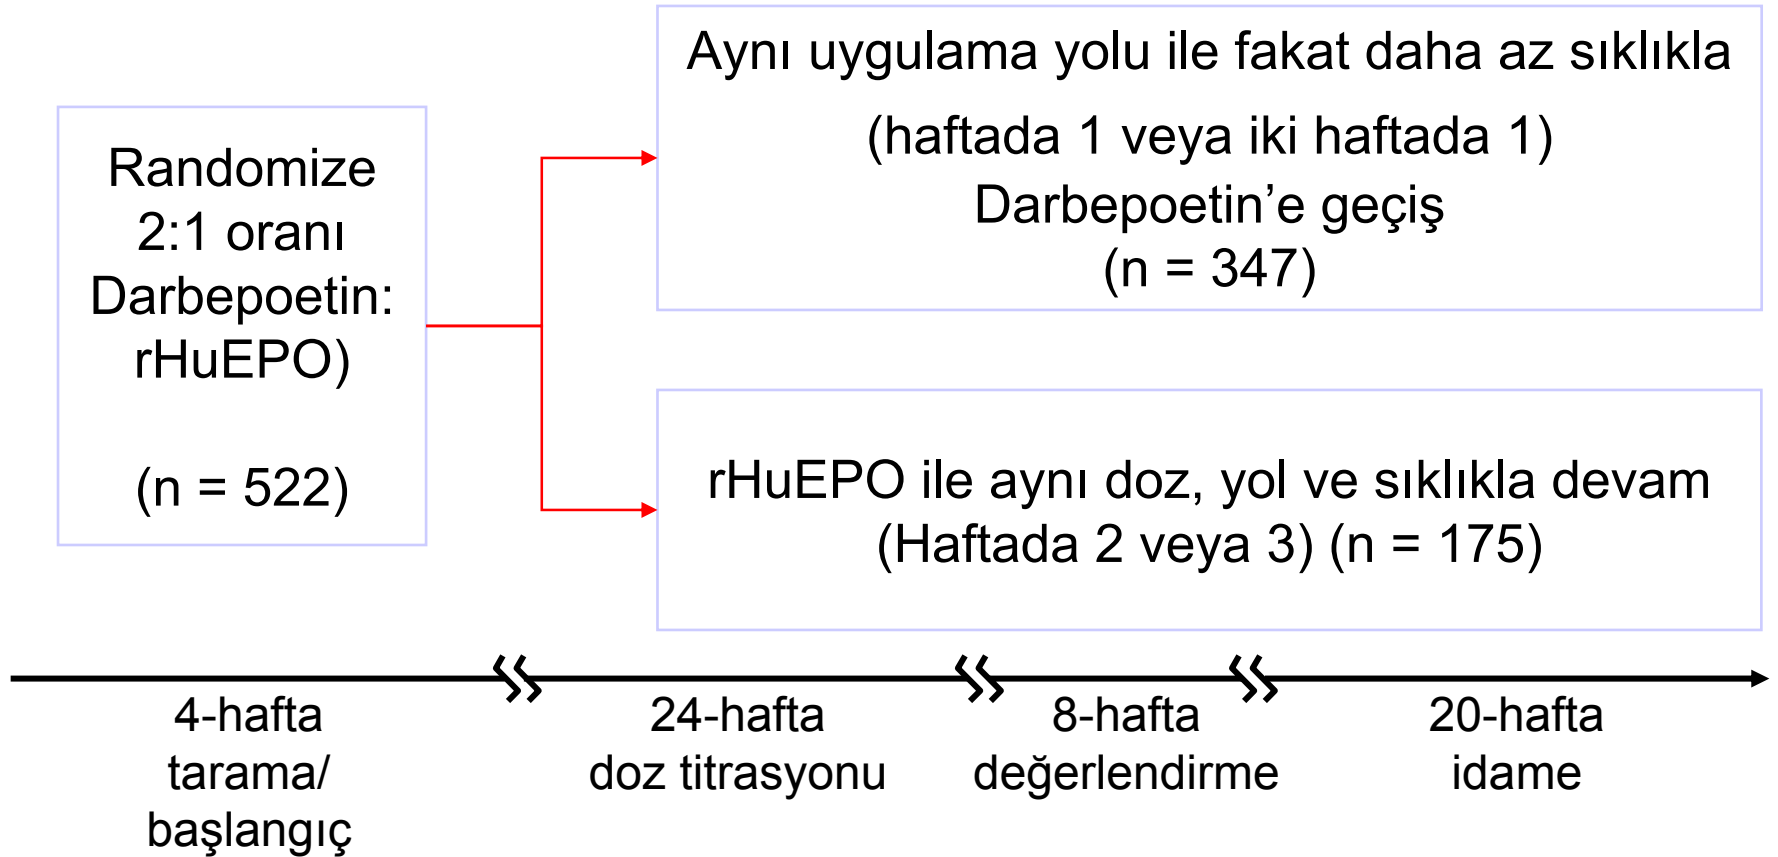 Randomize
2:1 oranı
Darbepoetin:
rHuEPO)
(n = 522)
Aynı uygulama yolu ile fakat daha az sıklıkla
(haftada 1 veya iki haftada 1)
Darbepoetin’e geçiş
(n = 347)
rHuEPO ile aynı doz, yol ve sıklıkla devam
(Haftada 2 veya 3) (n = 175)
4-hafta
tarama/
başlangıç
24-hafta
doz titrasyonu
8-hafta
değerlendirme
20-hafta
idame